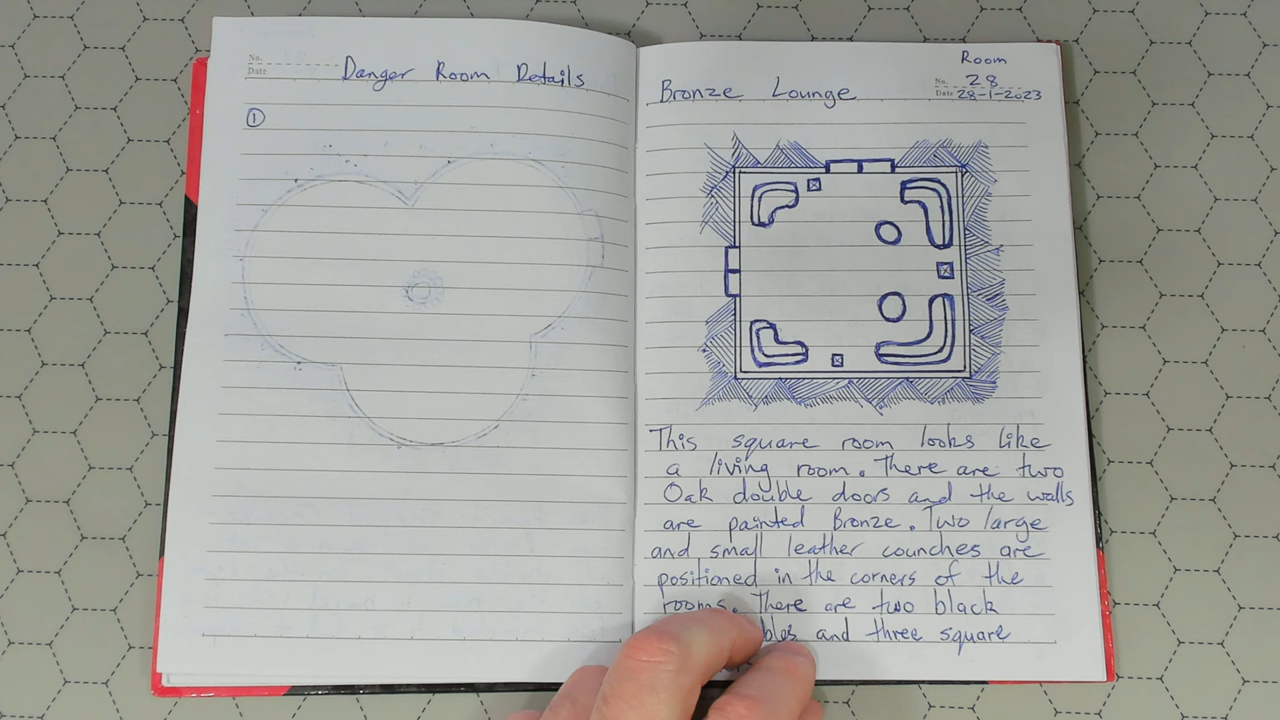 No.
Date
Danger Room Details
①
Room
Bronze Lounge
No. 28
Date 28-1-2023
This square room looks like
a living room. There are two
Oak double doors and the walls
are painted Bronze. Two large
and small leather counches are
positioned in the corners of the
rooms. There are two black
and three square